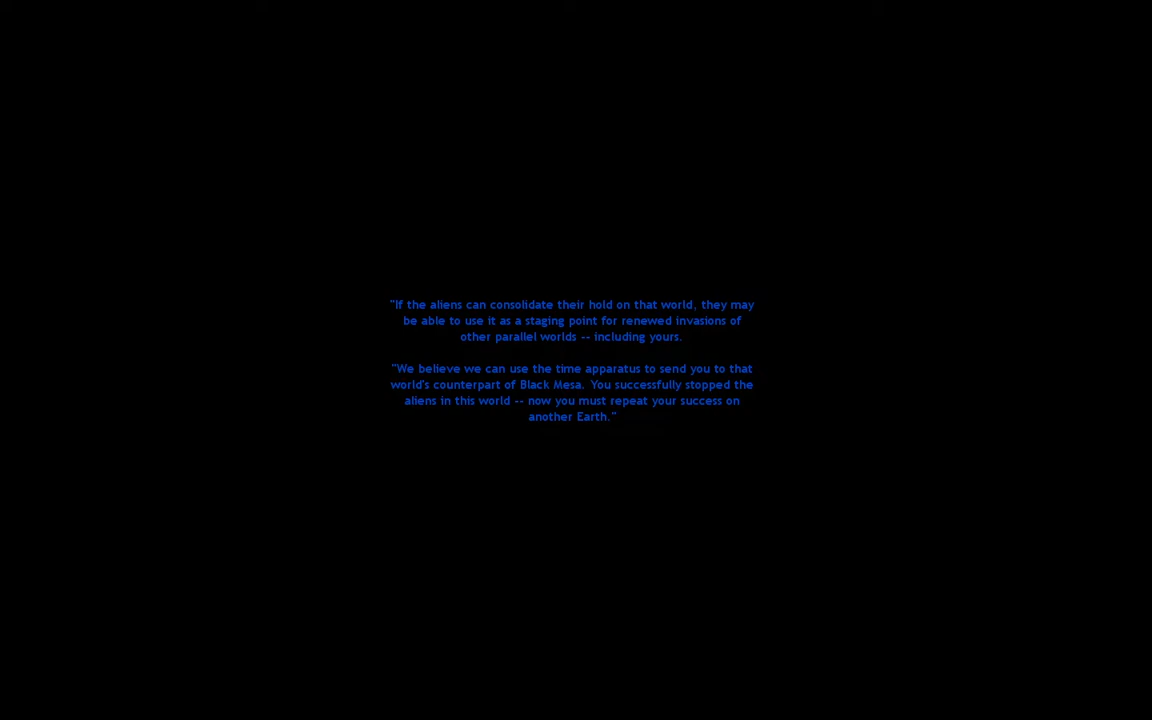 "If the aliens can consolidate their hold on that world, they may
be able to use it as a staging point for renewed invasions of
other parallel worlds -- including yours.
"We believe we can use the time apparatus to send you to that
world's counterpart of Black Mesa. You successfully stopped the
aliens in this world -- now you must repeat your success on
another Earth."